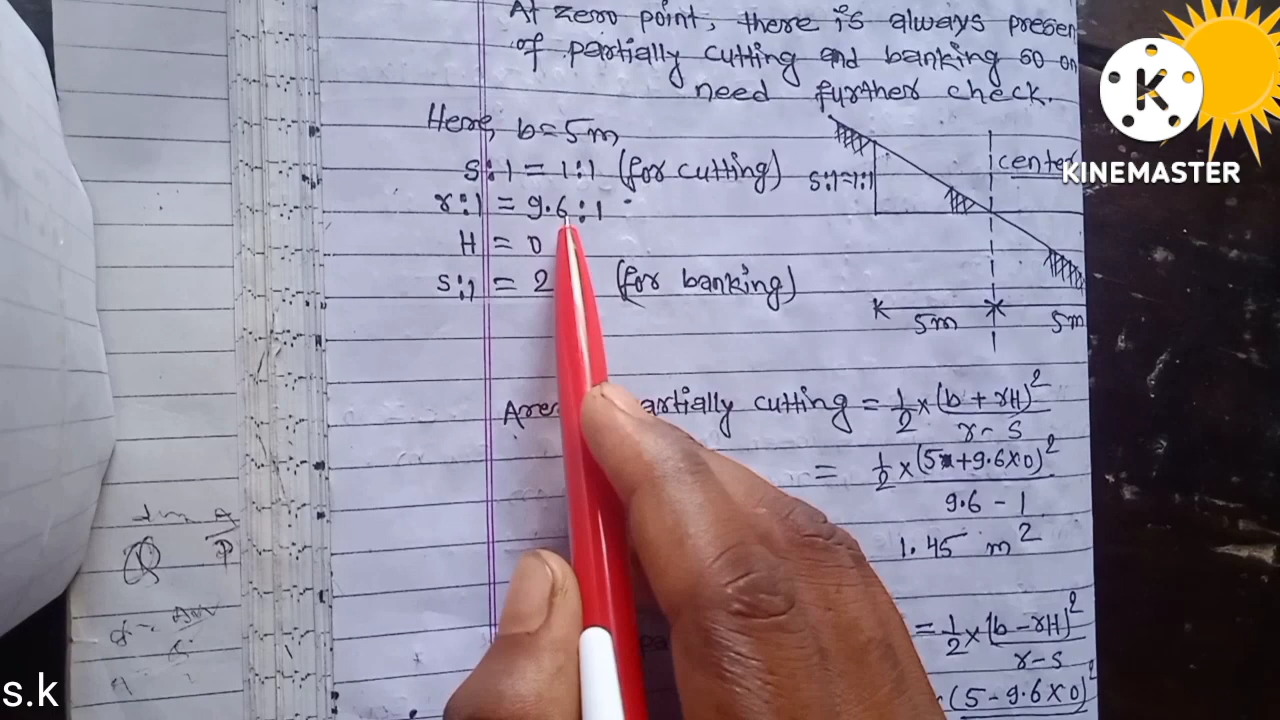 At zero point, there is always presen
of partially cutting and banking so on
need further check.
Here, b = 5m,
s:1 = 1:1 (for cutting)
r:1 = 9.6:1
H = 0
s:1 = 2 (for banking)
s:1=1:1
center
5m
5m
Area partially cutting = 1/2 × (b + rH)² / r - s
= 1/2 × (5 + 9.6×0)² / 9.6 - 1
1.45 m²
= 1/2 × (b - rH)² / r - s
(5 - 9.6×0)²
K
KINEMASTER
s.k